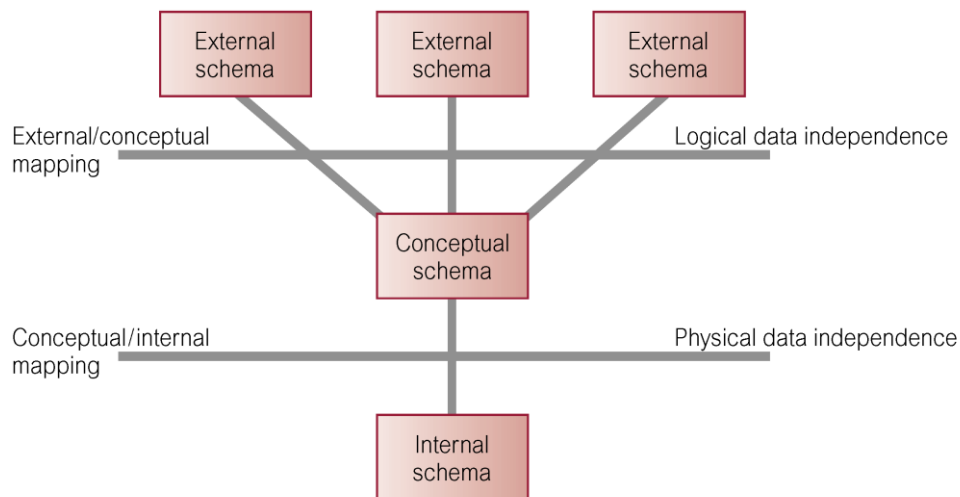 External
schema
External
schema
External
schema
External/conceptual
mapping
Logical data independence
Conceptual
schema
Conceptual/internal
mapping
Physical data independence
Internal
schema